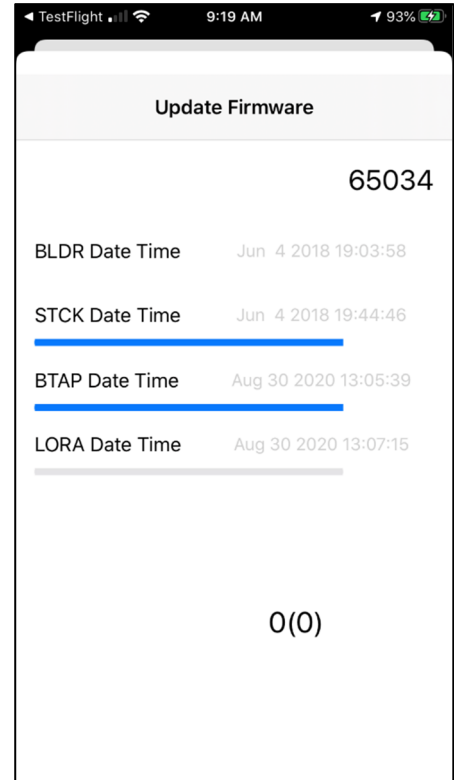 TestFlight 9:19 AM 93%
Update Firmware
65034
BLDR Date Time Jun 4 2018 19:03:58
STCK Date Time Jun 4 2018 19:44:46
BTAP Date Time Aug 30 2020 13:05:39
LORA Date Time Aug 30 2020 13:07:15
0(0)